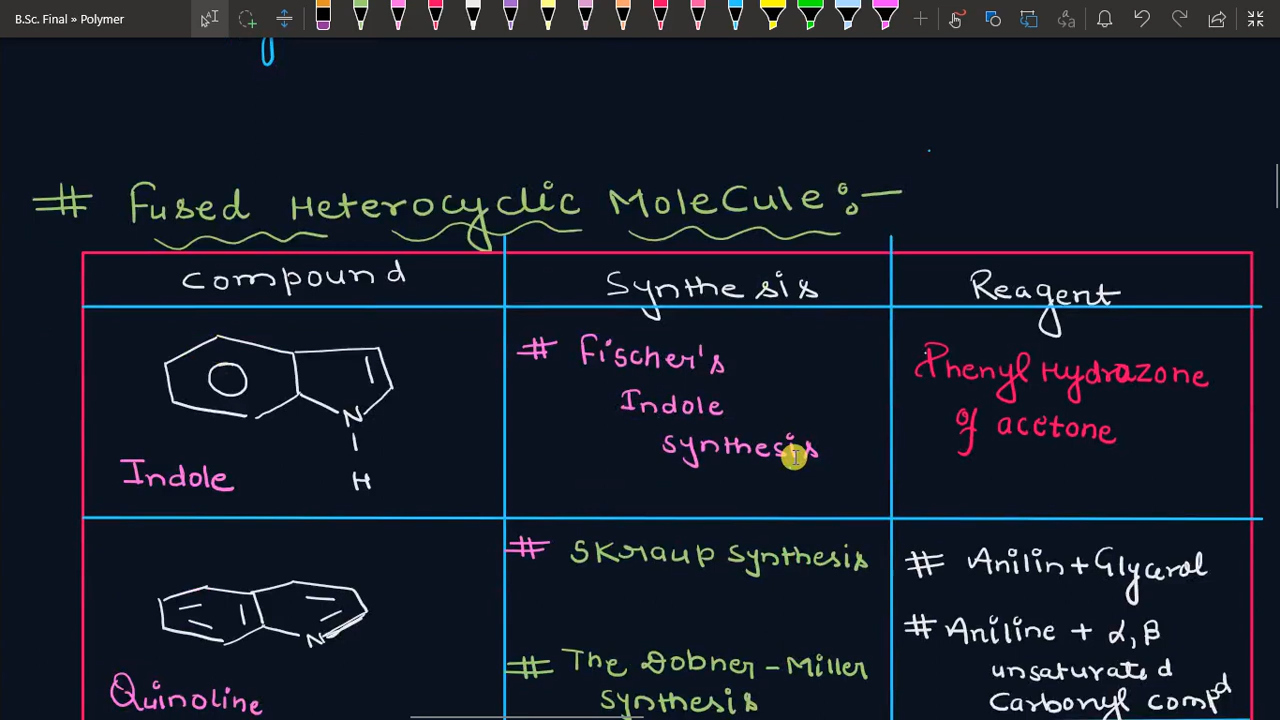 B.Sc. Final » Polymer
# Fused Heterocyclic MoleCule :-
Compound
Synthesis
Reagent
N
H
Indole
# Fischer's
Indole
synthesis
Phenyl Hydrazone
of acetone
N
Quinoline
# SKraup synthesis
# The Dobner-Miller
synthesis
# Anilin + Glycerol
# Aniline + α, β
unsaturated
Carbonyl compd